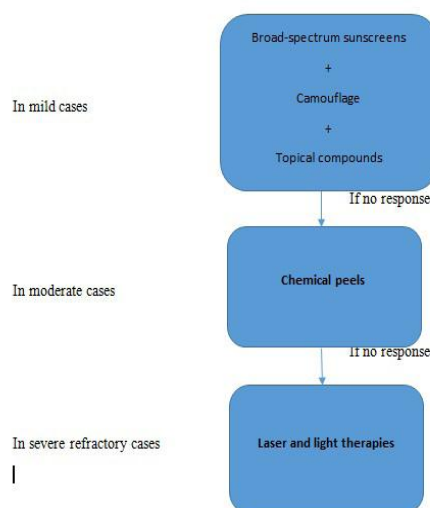 Broad-spectrum sunscreens
+
In mild cases
Camouflage
+
Topical compounds
If no response
In moderate cases
Chemical peels
If no response
In severe refractory cases
Laser and light therapies